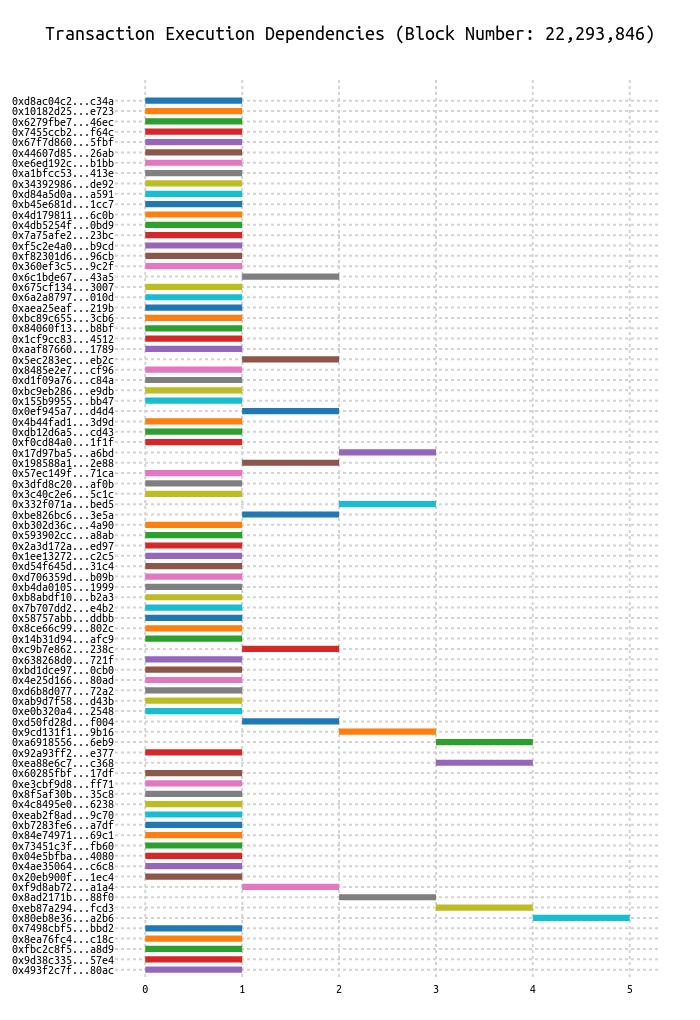 Transaction Execution Dependencies (Block Number: 22,293,846)
0xd8ac04c2...c34a
0x10182d25...e723
0x6279fbe7...46ec
0x7455ccb2...f64c
0x67f7d860...5fbf
0x44607d85...26ab
0xe6ed192c...b1bb
0xa1bfcc53...413e
0x34392986...de92
0xd84a5d0a...a591
0xb45e681d...1cc7
0x4d179811...6c0b
0x4db5254f...0bd9
0x7a75afe2...23bc
0xf5c2e4a0...b9cd
0xf82301d6...96cb
0x360ef3c5...9c2f
0x6c1bde67...43a5
0x675cf134...3007
0x6a2a8797...010d
0xaea25eaf...219b
0xbc89c655...3cb6
0x84060f13...b8bf
0x1cf9cc83...4512
0xaaf87660...1789
0x5ec283ec...eb2c
0x8485e2e7...cf96
0xd1f09a76...c84a
0xbc9eb286...e9db
0x155b9955...bb47
0x0ef945a7...d4d4
0x4b44fad1...3d9d
0xdb12d6a5...cd43
0xf0cd84a0...1f1f
0x17d97ba5...a6bd
0x198588a1...2e88
0x57ec149f...71ca
0x3dfd8c20...af0b
0x3c40c2e6...5c1c
0x332f071a...bed5
0xbe826bc6...3e5a
0xb302d36c...4a90
0x593902cc...a8ab
0x2a3d172a...ed97
0x1ee13272...c2c5
0xd54f645d...31c4
0xd706359d...b09b
0xb4da0105...1999
0xb8abdf10...b2a3
0x7b707dd2...e4b2
0x58757abb...ddbb
0x8ce66c99...802c
0x14b31d94...afc9
0xc9b7e862...238c
0x638268d0...721f
0xbd1dce97...0cb0
0x4e25d166...80ad
0xd6b8d077...72a2
0xab9d7f58...d43b
0xe0b320a4...2548
0xd50fd28d...f004
0x9cd131f1...9b16
0xa6918556...6eb9
0x92a93ff2...e377
0xea88e6c7...c368
0x60285fbf...17df
0xe3cbf9d8...ff71
0x8f5af30b...35c8
0x4c8495e0...6238
0xeab2f8ad...9c70
0xb7283fe6...a7df
0x84e74971...69c1
0x73451c3f...fb60
0x04e5bfba...4080
0x4ae35064...c6c8
0x20eb900f...1ec4
0xf9d8ab72...a1a4
0x8ad2171b...88f0
0xeb87a294...fcd3
0x80eb8e36...a2b6
0x7498cbf5...bbd2
0x8ea76fc4...c18c
0xfbc2c8f5...a8d9
0x9d38c335...57e4
0x493f2c7f...80ac
0 1 2 3 4 5